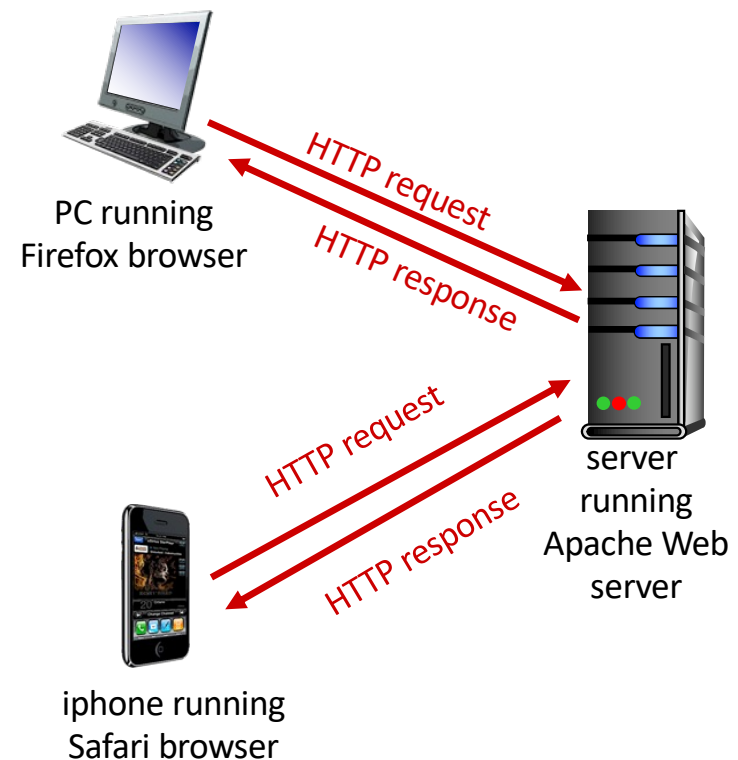 HTTP request
HTTP response
PC running
Firefox browser
HTTP request
HTTP response
server
running
Apache Web
server
iphone running
Safari browser